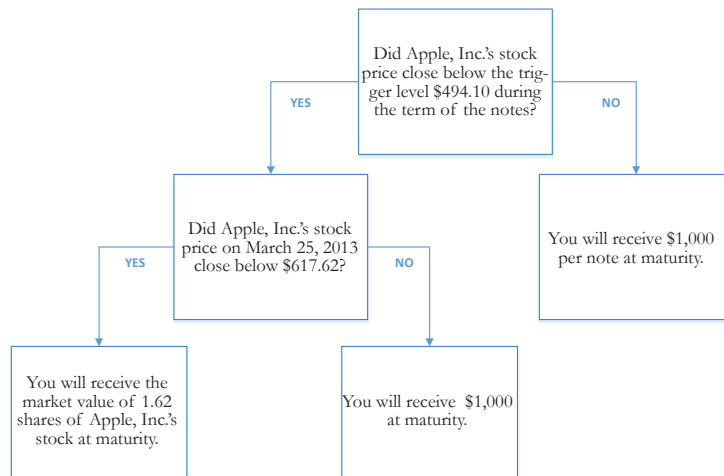 Did Apple, Inc.'s stock
price close below the trig-
ger level $494.10 during
the term of the notes?
YES
NO
Did Apple, Inc.'s stock
price on March 25, 2013
close below $617.62?
You will receive $1,000
per note at maturity.
YES
NO
You will receive the
market value of 1.62
shares of Apple, Inc.'s
stock at maturity.
You will receive $1,000
at maturity.